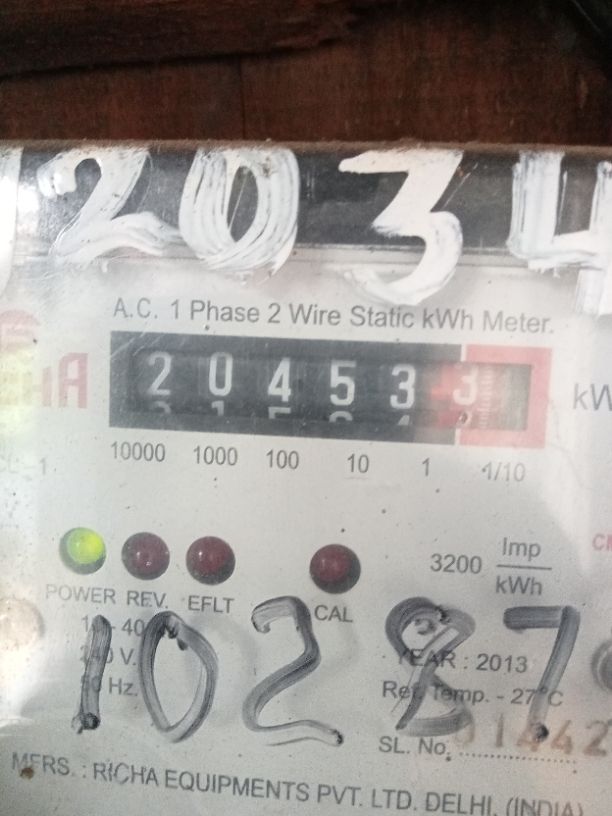 2034
A.C. 1 Phase 2 Wire Static kWh Meter.
2 0 4 5 3 3
10000 1000 100 10 1 1/10
3200 Imp/kWh
POWER REV. EFLT CAL
10287
YEAR : 2013
Ref. Temp. - 27°C
SL. No. 01442
MFRS. : RICHA EQUIPMENTS PVT. LTD. DELHI. (INDIA)